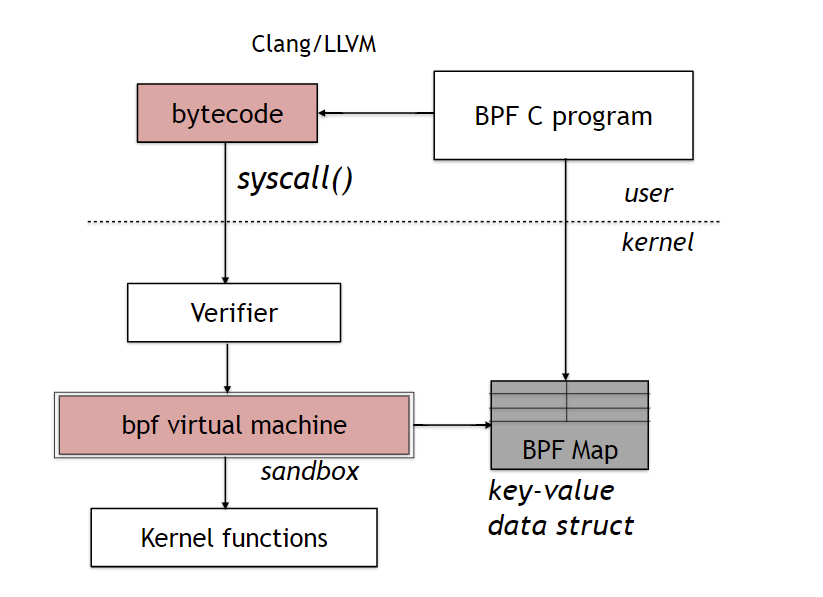 Clang/LLVM
bytecode
BPF C program
syscall()
user
kernel
Verifier
bpf virtual machine
sandbox
BPF Map
key-value
data struct
Kernel functions